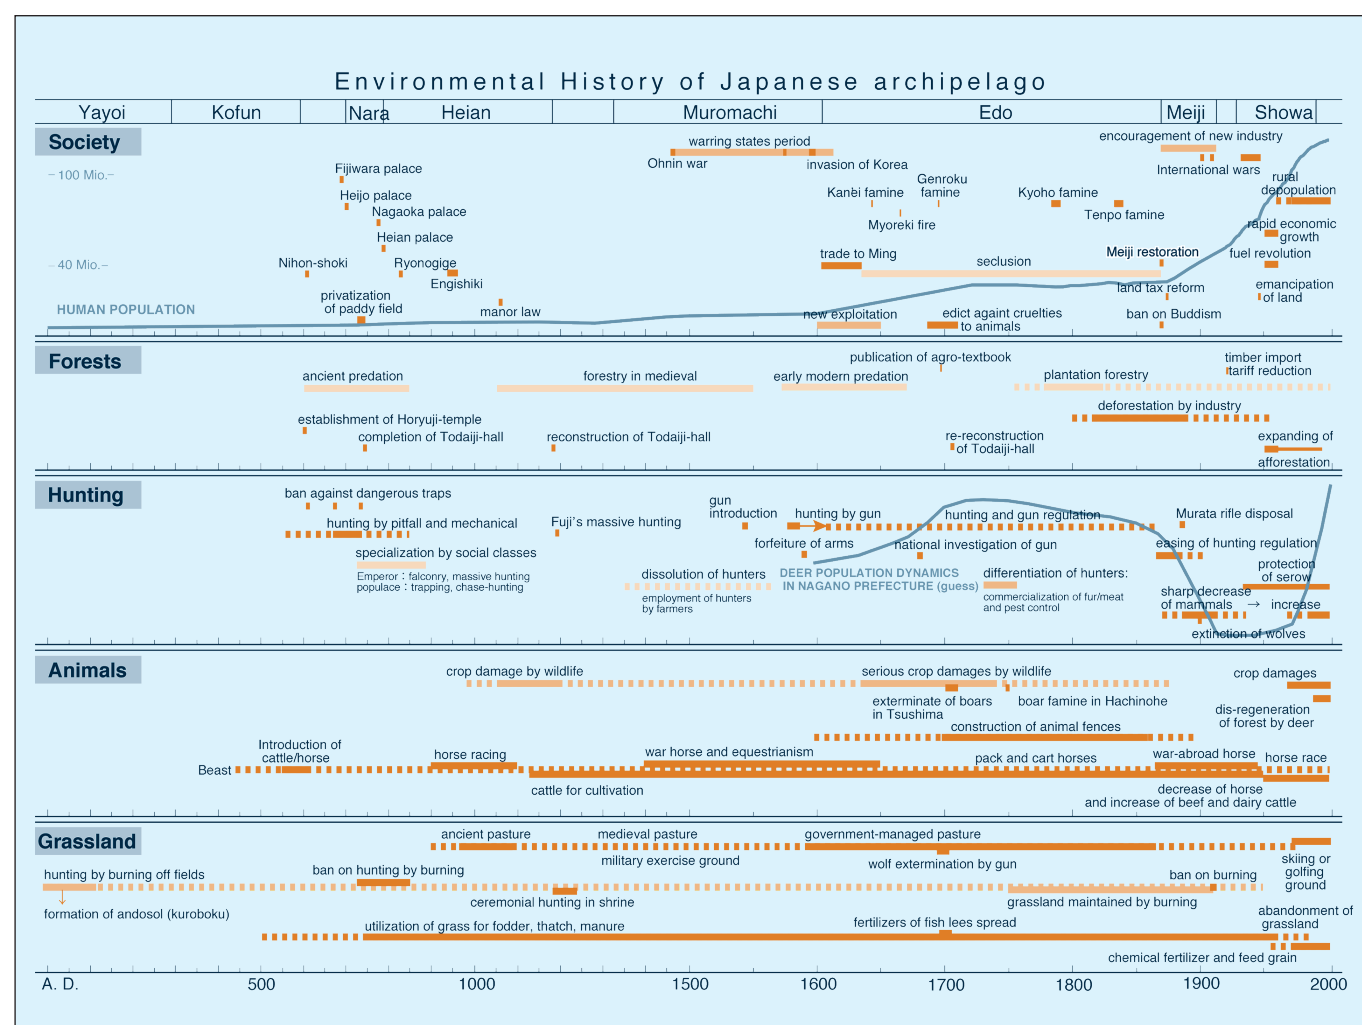 Environmental History of Japanese archipelago
Yayoi
Kofun
Nara
Heian
Muromachi
Edo
Meiji
Showa
Society
100 Mio.
40 Mio.
HUMAN POPULATION
warring states period
Ohnin war
invasion of Korea
encouragement of new industry
International wars
Fijiwara palace
Heijo palace
Nagaoka palace
Heian palace
Nihon-shoki
Ryonogige
Engishiki
privatization
of paddy field
manor law
Kan'ei famine
Genroku
famine
Myoreki fire
Kyoho famine
Tenpo famine
rural
depopulation
rapid economic
growth
trade to Ming
seclusion
Meiji restoration
fuel revolution
land tax reform
emancipation
of land
new exploitation
edict againt cruelties
to animals
ban on Buddism
Forests
publication of agro-textbook
timber import
tariff reduction
ancient predation
forestry in medieval
early modern predation
plantation forestry
deforestation by industry
establishment of Horyuji-temple
completion of Todaiji-hall
reconstruction of Todaiji-hall
re-reconstruction
of Todaiji-hall
expanding of
afforestation
Hunting
ban against dangerous traps
hunting by pitfall and mechanical
specialization by social classes
Emperor : falconry, massive hunting
populace : trapping, chase-hunting
Fuji's massive hunting
gun
introduction
hunting by gun
hunting and gun regulation
Murata rifle disposal
forfeiture of arms
national investigation of gun
easing of hunting regulation
dissolution of hunters
employment of hunters
by farmers
DEER POPULATION DYNAMICS
IN NAGANO PREFECTURE (guess)
differentiation of hunters:
commercialization of fur/meat
and pest control
protection
of serow
sharp decrease
of mammals → increase
extinction of wolves
Animals
crop damage by wildlife
serious crop damages by wildlife
crop damages
exterminate of boars
in Tsushima
boar famine in Hachinohe
dis-regeneration
of forest by deer
construction of animal fences
Introduction of
cattle/horse
Beast
horse racing
war horse and equestrianism
pack and cart horses
war-abroad horse
horse race
cattle for cultivation
decrease of horse
and increase of beef and dairy cattle
Grassland
ancient pasture
medieval pasture
government-managed pasture
military exercise ground
wolf extermination by gun
skiing or
golfing
ground
hunting by burning off fields
ban on hunting by burning
ban on burning
formation of andosol (kuroboku)
ceremonial hunting in shrine
grassland maintained by burning
abandonment of
grassland
utilization of grass for fodder, thatch, manure
fertilizers of fish lees spread
chemical fertilizer and feed grain
A. D.
500
1000
1500
1600
1700
1800
1900
2000